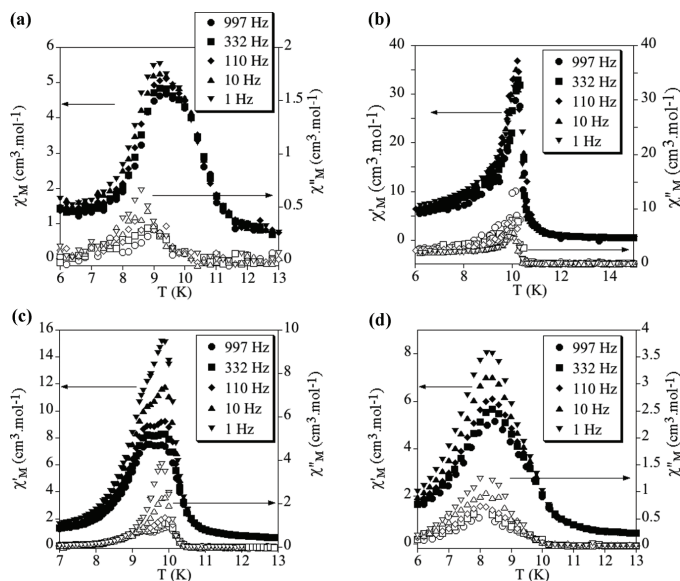 (a)
997 Hz
332 Hz
110 Hz
10 Hz
1 Hz
χ'M (cm3.mol-1)
6
5
4
3
2
1
0
χ"M (cm3.mol-1)
2
1.5
1
0.5
0
6 7 8 9 10 11 12 13
T (K)
(b)
997 Hz
332 Hz
110 Hz
10 Hz
1 Hz
χ'M (cm3.mol-1)
40
35
30
25
20
15
10
5
0
χ"M (cm3.mol-1)
40
30
20
10
0
6 8 10 12 14
T (K)
(c)
997 Hz
332 Hz
110 Hz
10 Hz
1 Hz
χ'M (cm3.mol-1)
16
14
12
10
8
6
4
2
0
χ"M (cm3.mol-1)
10
8
6
4
2
0
7 8 9 10 11 12 13
T (K)
(d)
997 Hz
332 Hz
110 Hz
10 Hz
1 Hz
χ'M (cm3.mol-1)
8
6
4
2
0
χ"M (cm3.mol-1)
4
3.5
3
2.5
2
1.5
1
0.5
0
6 7 8 9 10 11 12 13
T (K)